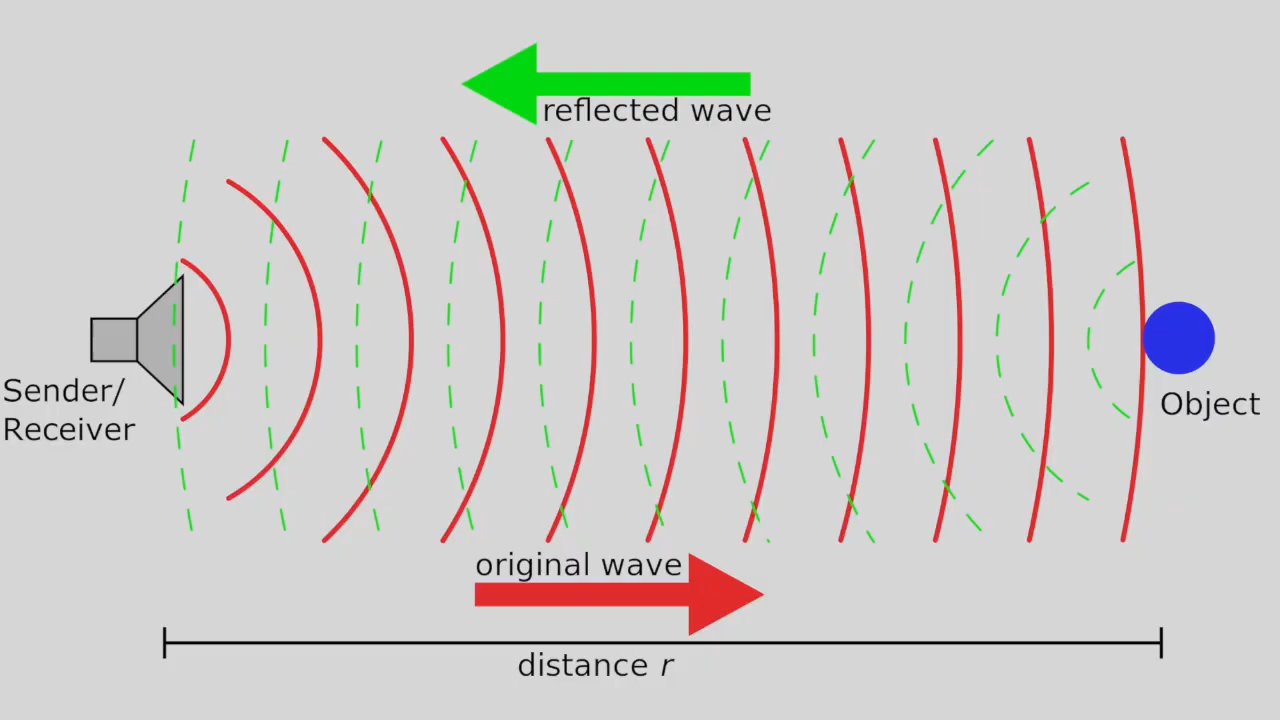 reflected wave
Sender/
Receiver
Object
original wave
distance r